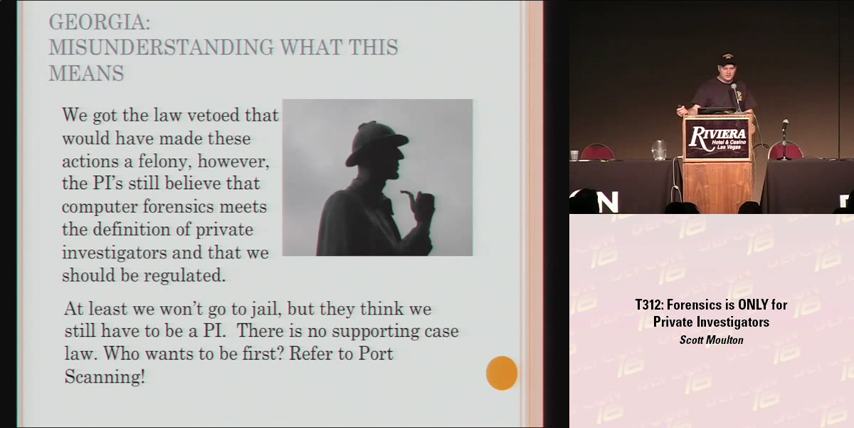 GEORGIA:
MISUNDERSTANDING WHAT THIS
MEANS
We got the law vetoed that
would have made these
actions a felony, however,
the PI's still believe that
computer forensics meets
the definition of private
investigators and that we
should be regulated.
At least we won't go to jail, but they think we
still have to be a PI. There is no supporting case
law. Who wants to be first? Refer to Port
Scanning!
RIVIERA
Hotel & Casino
Las Vegas
T312: Forensics is ONLY for
Private Investigators
Scott Moulton